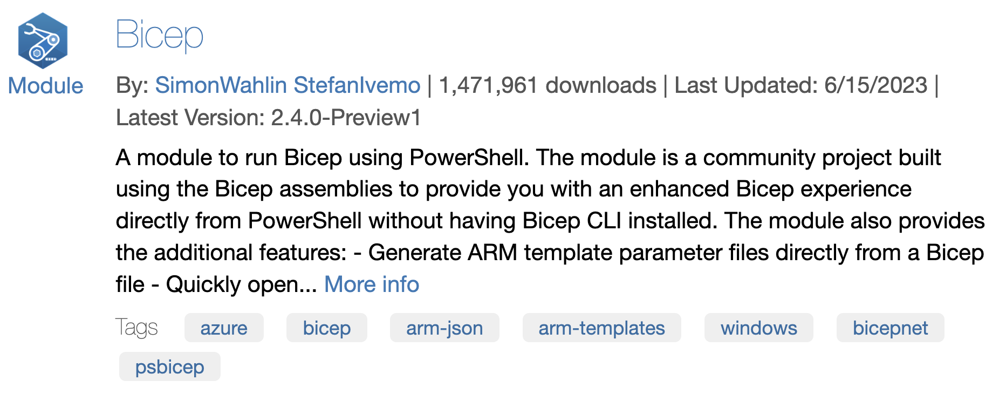 Bicep
Module
By: SimonWahlin StefanIvemo | 1,471,961 downloads | Last Updated: 6/15/2023 |
Latest Version: 2.4.0-Preview1
A module to run Bicep using PowerShell. The module is a community project built
using the Bicep assemblies to provide you with an enhanced Bicep experience
directly from PowerShell without having Bicep CLI installed. The module also provides
the additional features: - Generate ARM template parameter files directly from a Bicep
file - Quickly open... More info
Tags azure bicep arm-json arm-templates windows bicepnet
psbicep